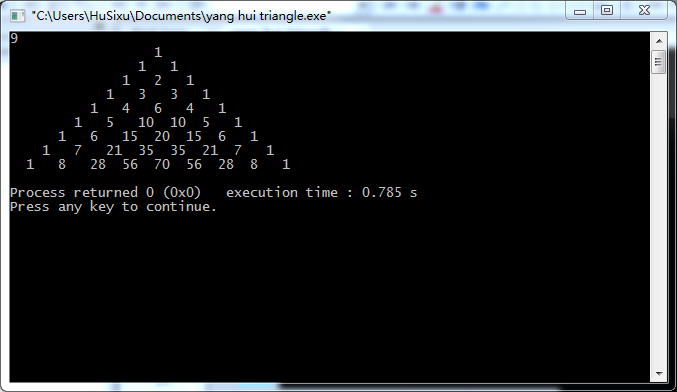 "C:\Users\HuSixu\Documents\yang hui triangle.exe"
9
1
1 1
1 2 1
1 3 3 1
1 4 6 4 1
1 5 10 10 5 1
1 6 15 20 15 6 1
1 7 21 35 35 21 7 1
1 8 28 56 70 56 28 8 1
Process returned 0 (0x0) execution time : 0.785 s
Press any key to continue.